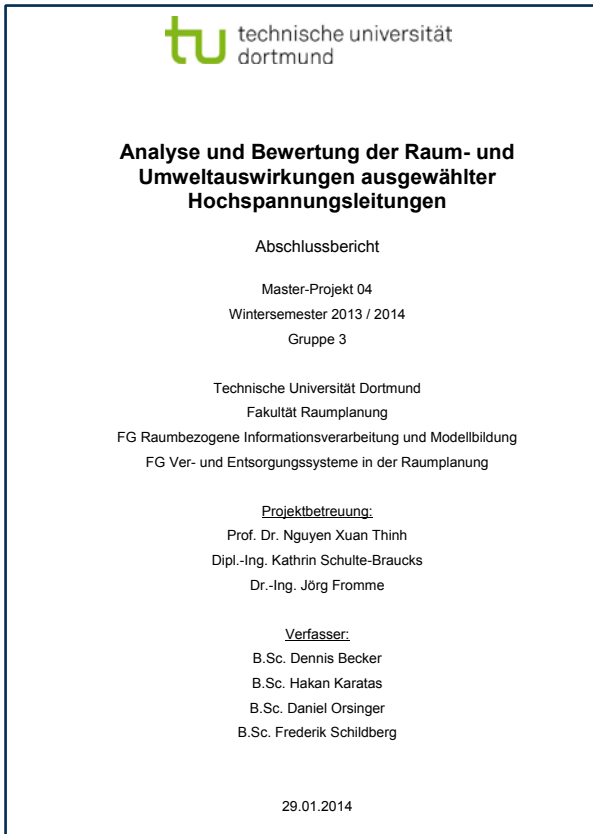 tu technische universität
dortmund
Analyse und Bewertung der Raum- und
Umweltauswirkungen ausgewählter
Hochspannungsleitungen
Abschlussbericht
Master-Projekt 04
Wintersemester 2013 / 2014
Gruppe 3
Technische Universität Dortmund
Fakultät Raumplanung
FG Raumbezogene Informationsverarbeitung und Modellbildung
FG Ver- und Entsorgungssysteme in der Raumplanung
Projektbetreuung:
Prof. Dr. Nguyen Xuan Thinh
Dipl.-Ing. Kathrin Schulte-Braucks
Dr.-Ing. Jörg Fromme
Verfasser:
B.Sc. Dennis Becker
B.Sc. Hakan Karatas
B.Sc. Daniel Orsinger
B.Sc. Frederik Schildberg
29.01.2014